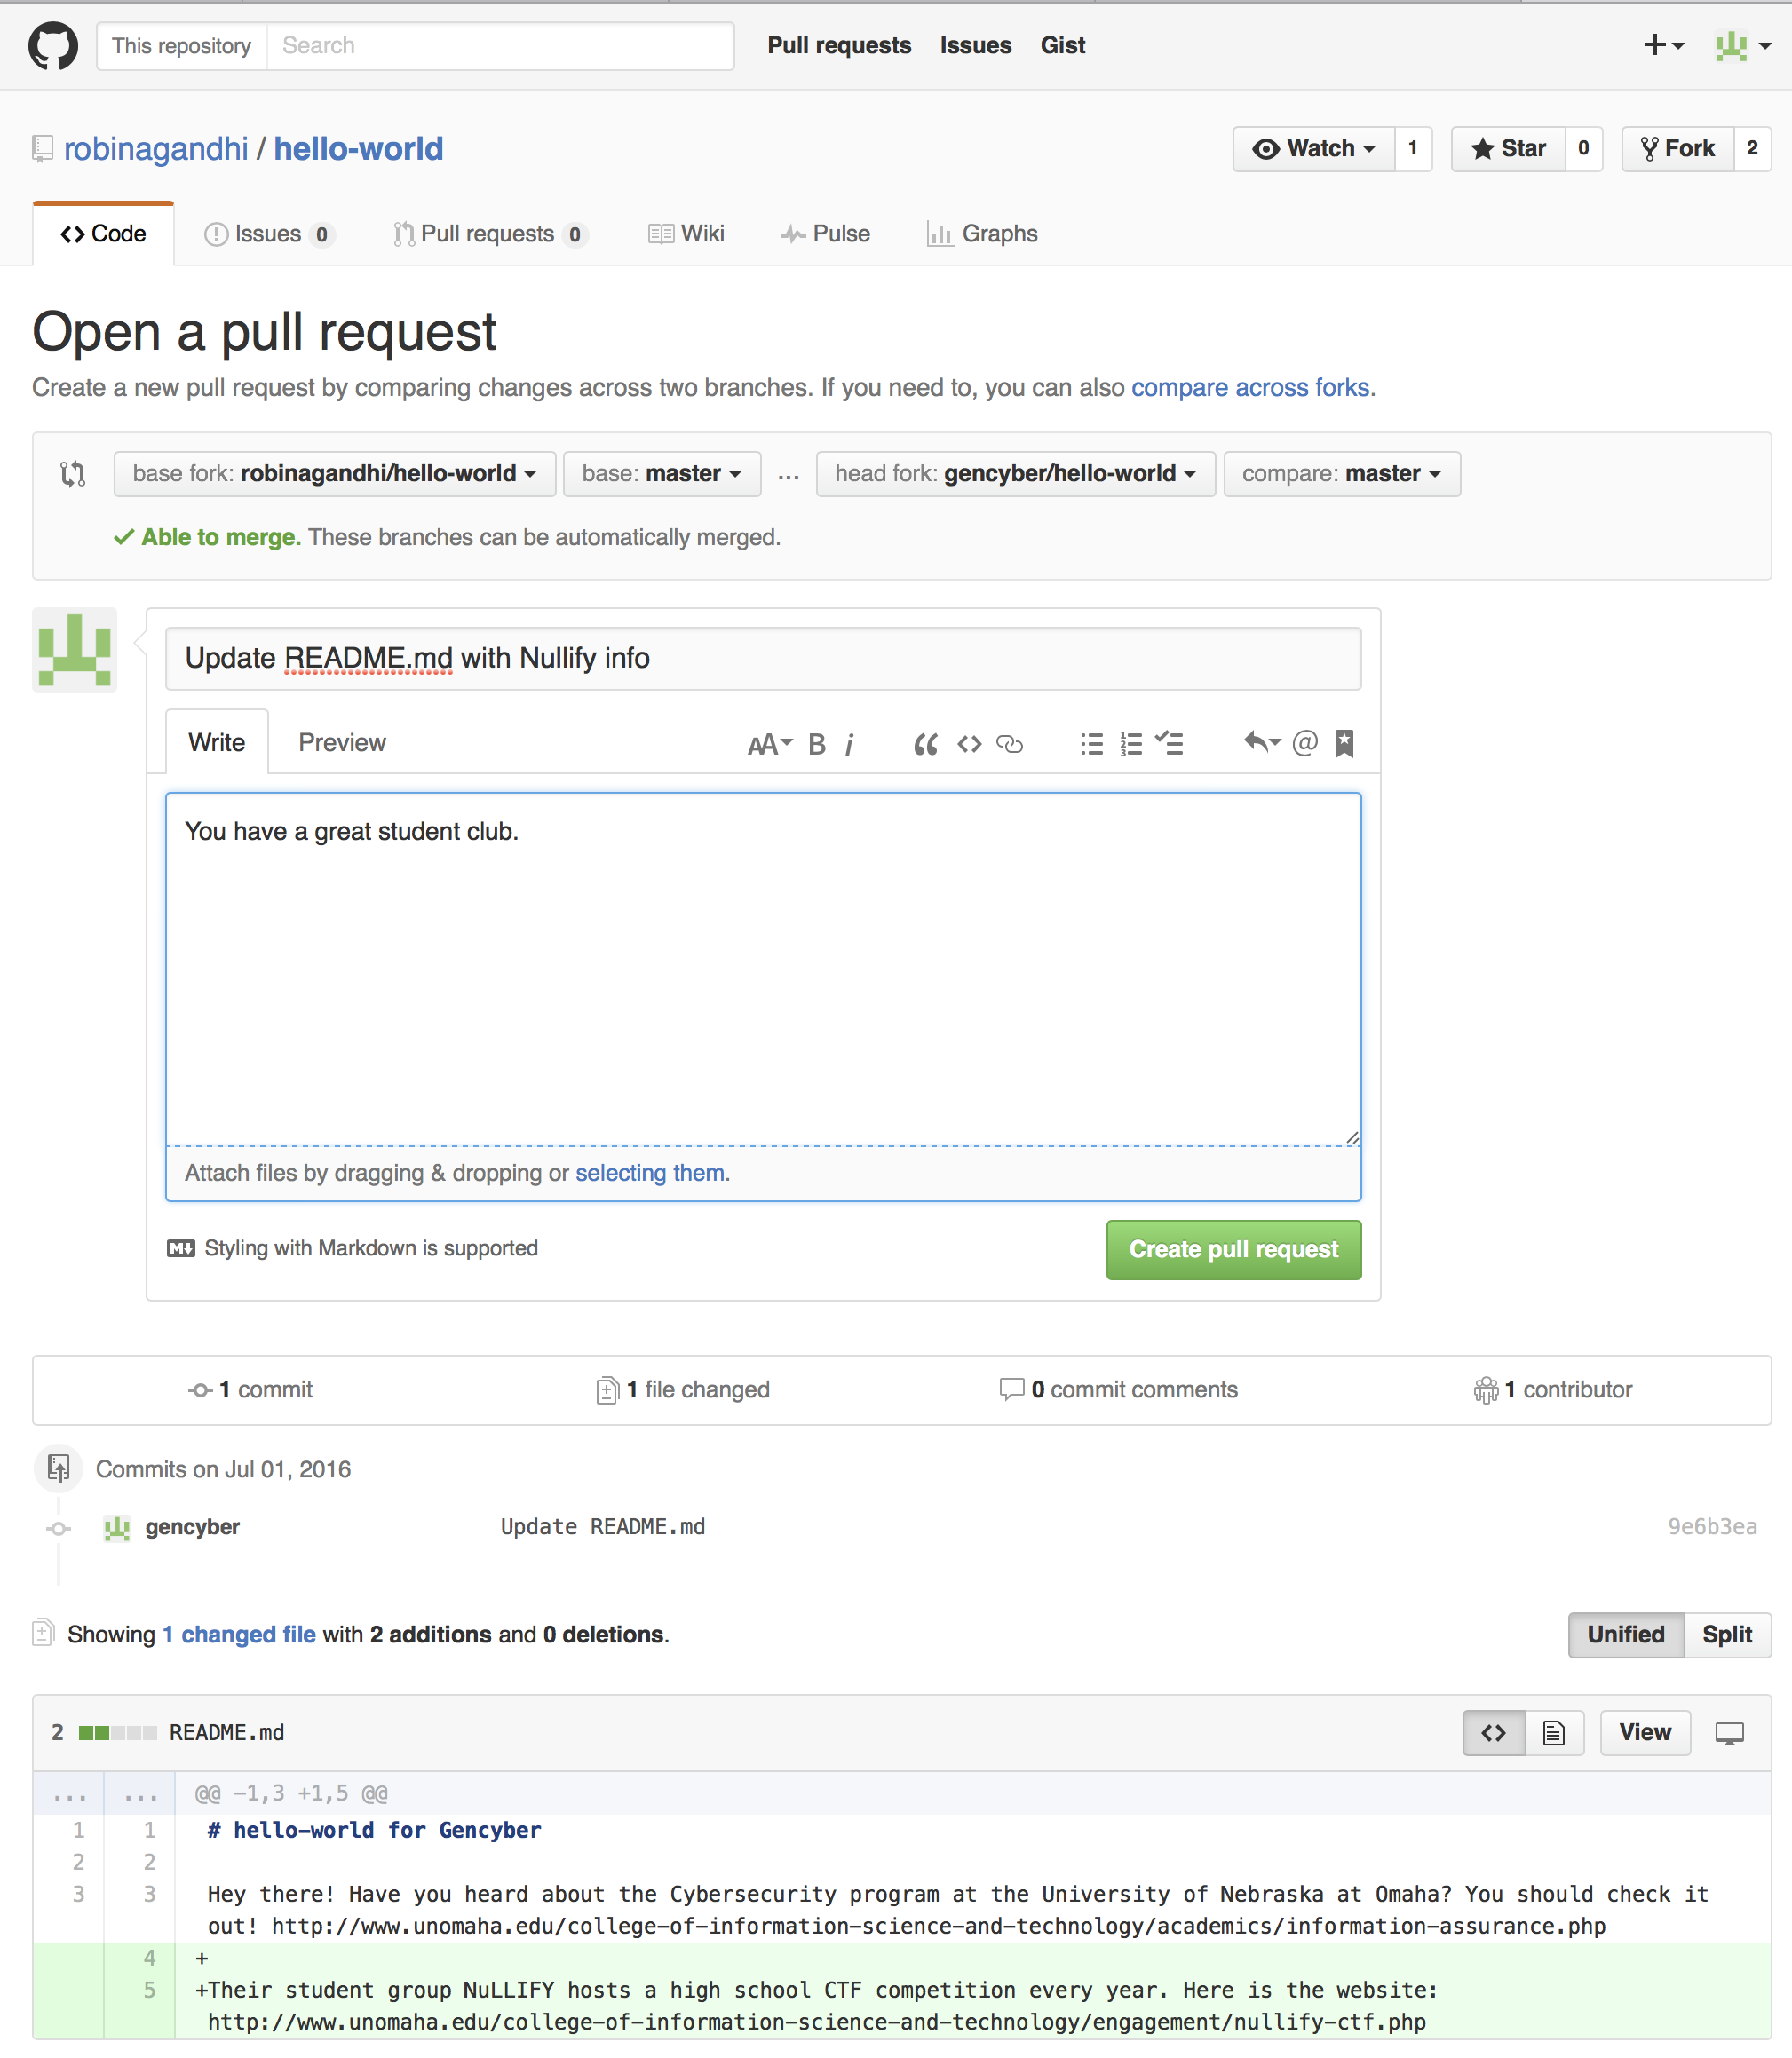 This repository Search Pull requests Issues Gist
robinagandhi / hello-world Watch 1 Star 0 Fork 2
Code Issues 0 Pull requests 0 Wiki Pulse Graphs
Open a pull request
Create a new pull request by comparing changes across two branches. If you need to, you can also compare across forks.
base fork: robinagandhi/hello-world base: master ... head fork: gencyber/hello-world compare: master
Able to merge. These branches can be automatically merged.
Update README.md with Nullify info
Write Preview AA B i
You have a great student club.
Attach files by dragging & dropping or selecting them.
Styling with Markdown is supported Create pull request
1 commit 1 file changed 0 commit comments 1 contributor
Commits on Jul 01, 2016
gencyber Update README.md 9e6b3ea
Showing 1 changed file with 2 additions and 0 deletions. Unified Split
2 README.md View
... ... @@ -1,3 +1,5 @@
1 1 # hello-world for Gencyber
2 2
3 3 Hey there! Have you heard about the Cybersecurity program at the University of Nebraska at Omaha? You should check it
out! http://www.unomaha.edu/college-of-information-science-and-technology/academics/information-assurance.php
4 +
5 +Their student group NuLLIFY hosts a high school CTF competition every year. Here is the website:
http://www.unomaha.edu/college-of-information-science-and-technology/engagement/nullify-ctf.php